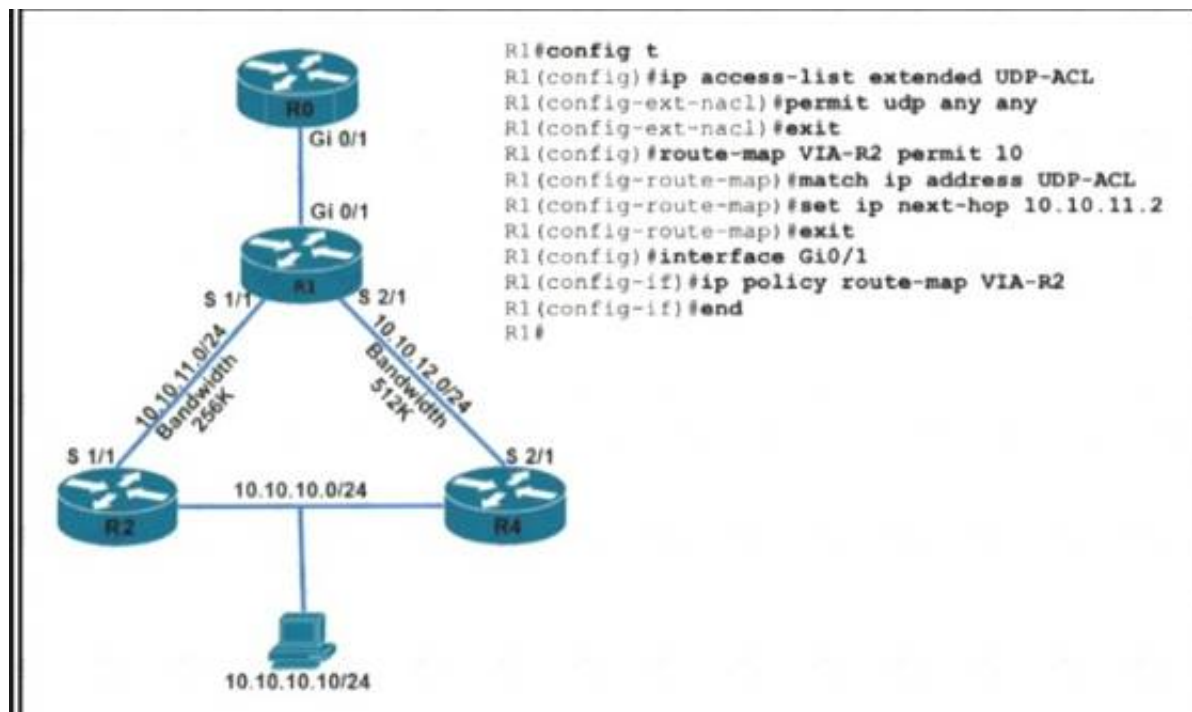 R1#config t
R1(config)#ip access-list extended UDP-ACL
R1(config-ext-nacl)#permit udp any any
R1(config-ext-nacl)#exit
R1(config)#route-map VIA-R2 permit 10
R1(config-route-map)#match ip address UDP-ACL
R1(config-route-map)#set ip next-hop 10.10.11.2
R1(config-route-map)#exit
R1(config)#interface Gi0/1
R1(config-if)#ip policy route-map VIA-R2
R1(config-if)#end
R1#
R0
Gi 0/1
Gi 0/1
R1
S 1/1
S 2/1
10.10.11.0/24
Bandwidth
256K
10.10.12.0/24
Bandwidth
512K
S 1/1
S 2/1
R2
10.10.10.0/24
R4
10.10.10.10/24